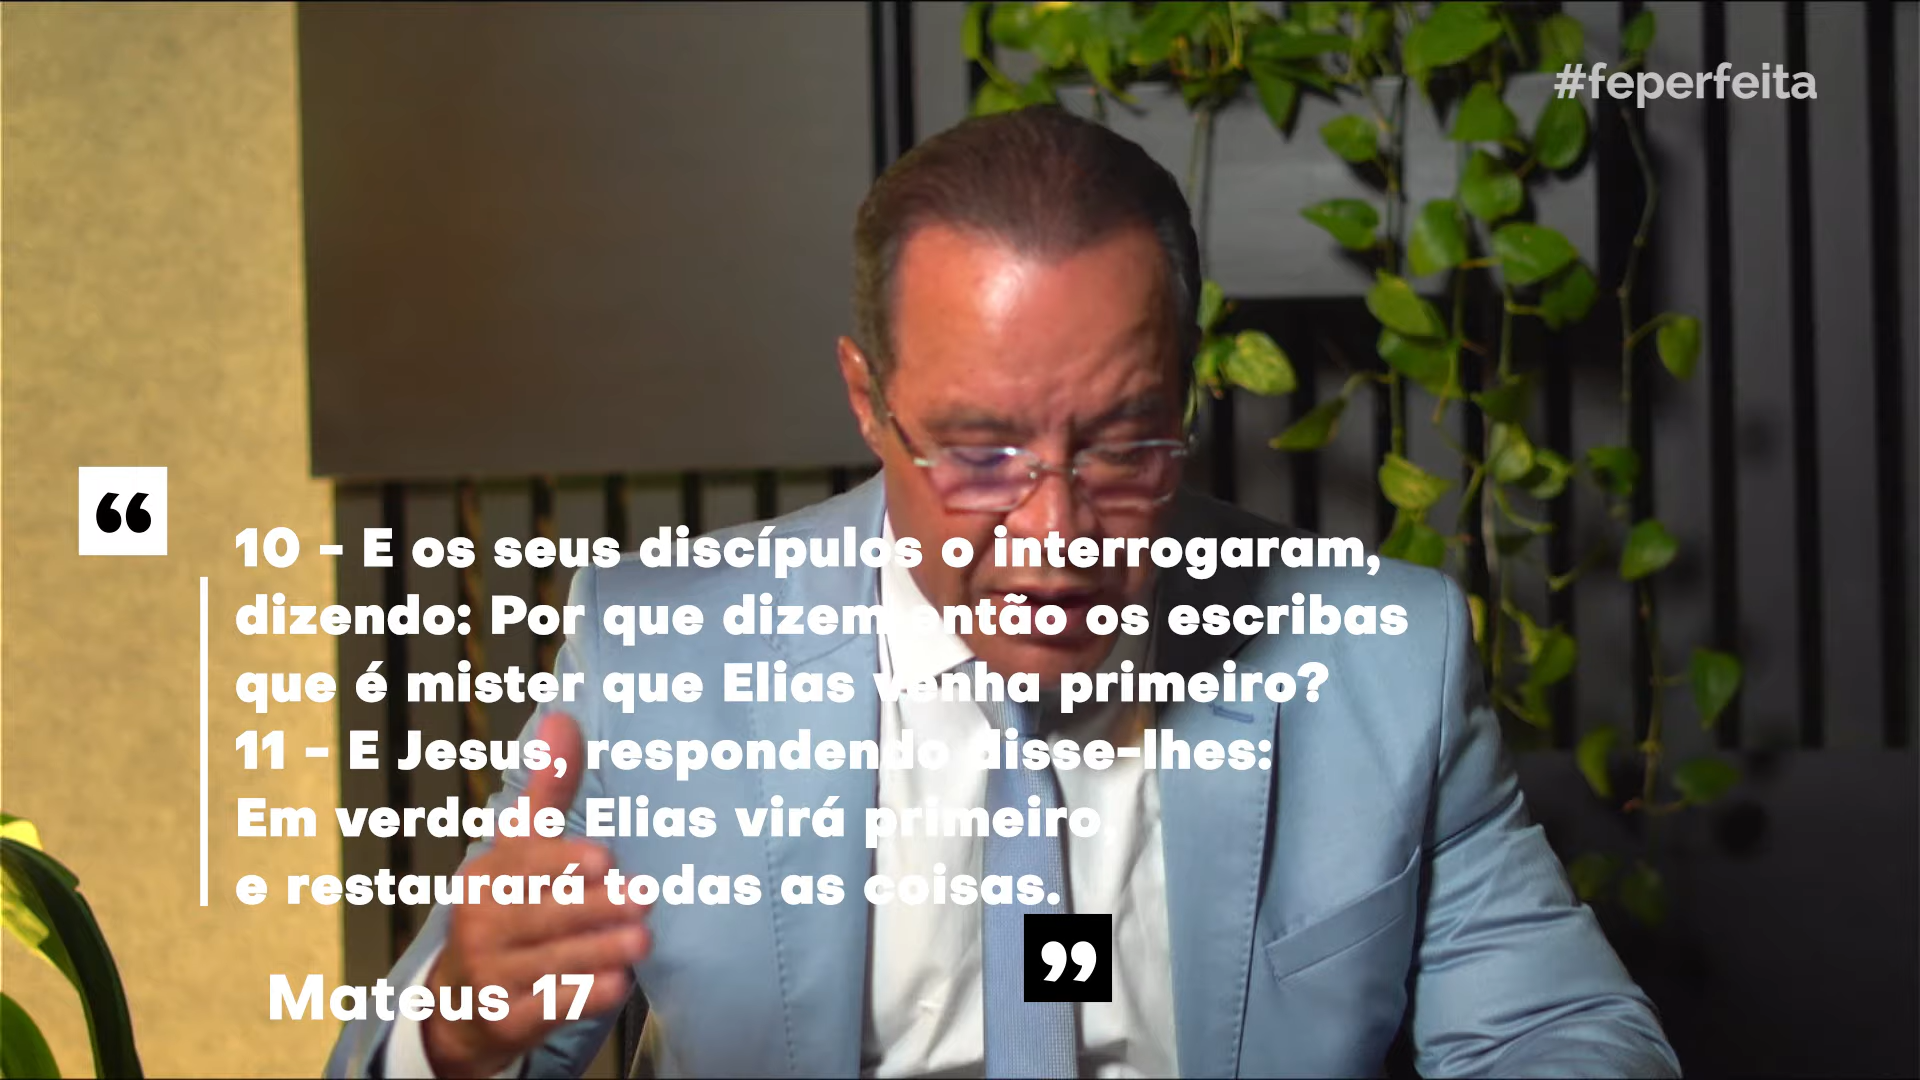 #feperfeita
“
10 - E os seus discípulos o interrogaram,
dizendo: Por que dizem então os escribas
que é mister que Elias venha primeiro?
11 - E Jesus, respondendo disse-lhes:
Em verdade Elias virá primeiro,
e restaurará todas as coisas.
”
Mateus 17